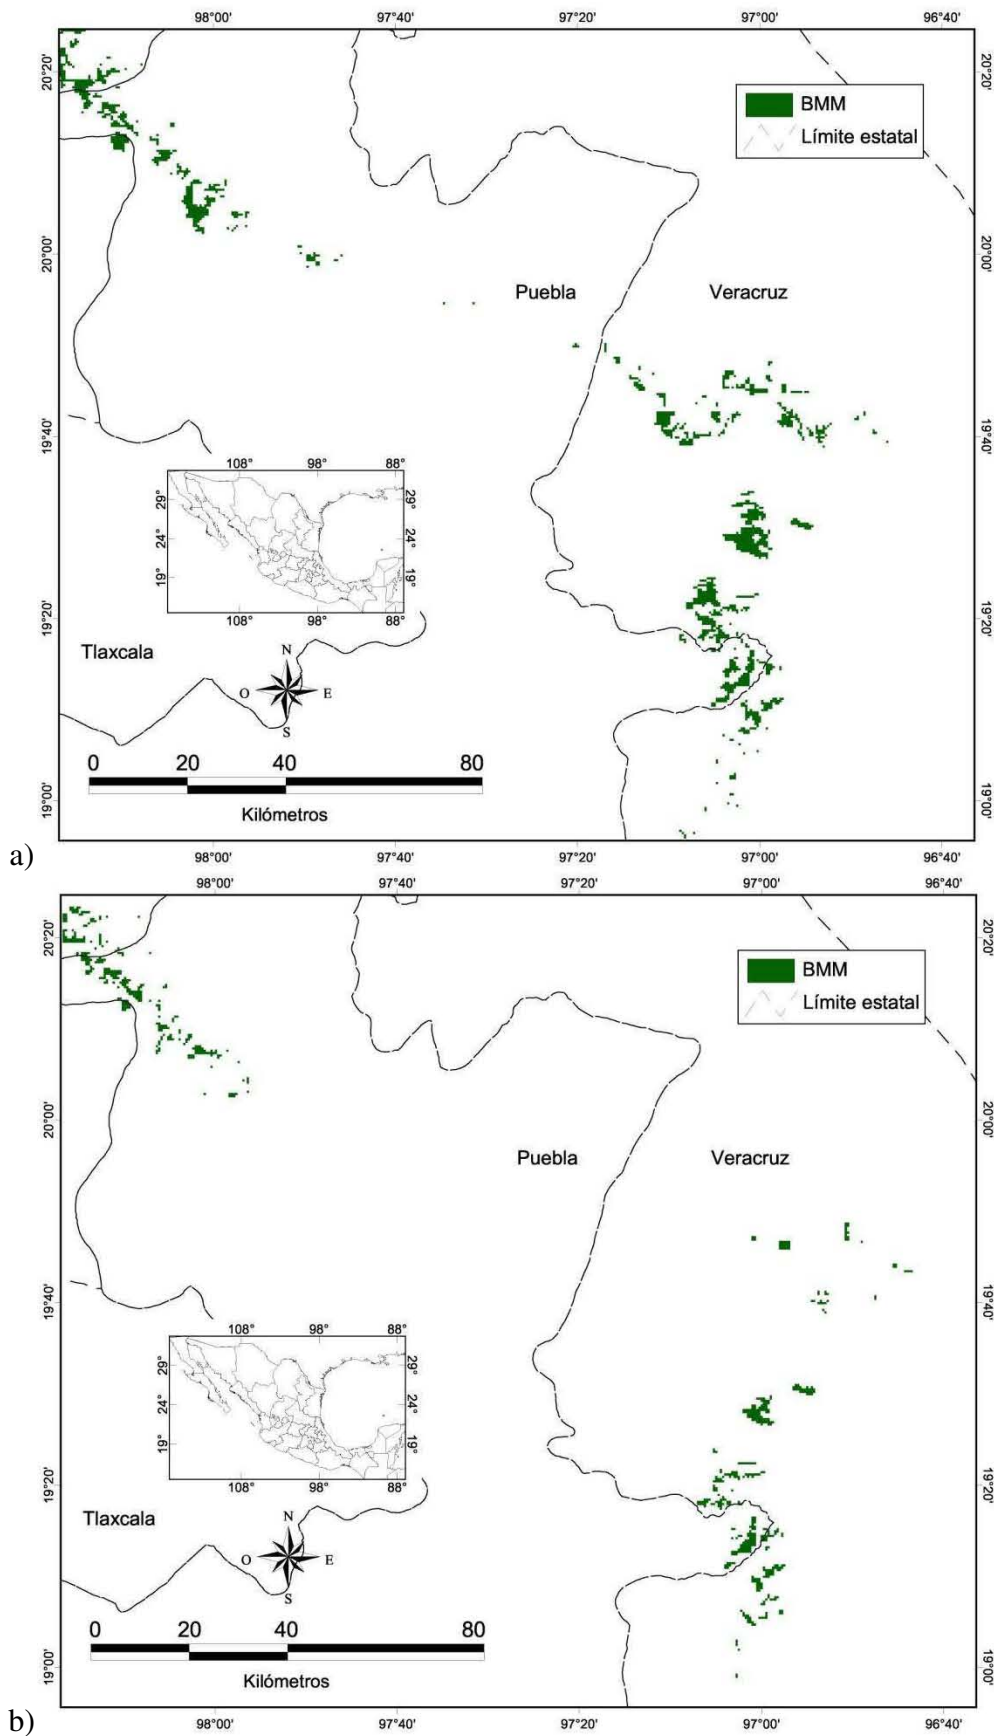 98°00' 97°40' 97°20' 97°00' 96°40'
20°20' 20°20'
BMM
Límite estatal
20°00' 20°00'
Puebla Veracruz
19°40' 19°40'
108° 98° 88°
29° 29°
24° 24°
19° 19°
108° 98° 88°
19°20' 19°20'
Tlaxcala
N
O E
S
0 20 40 80
Kilómetros
19°00' 19°00'
a)
98°00' 97°40' 97°20' 97°00' 96°40'
98°00' 97°40' 97°20' 97°00' 96°40'
20°20' 20°20'
BMM
Límite estatal
20°00' 20°00'
Puebla Veracruz
19°40' 19°40'
108° 98° 88°
29° 29°
24° 24°
19° 19°
108° 98° 88°
19°20' 19°20'
Tlaxcala
N
O E
S
0 20 40 80
Kilómetros
19°00' 19°00'
b)
98°00' 97°40' 97°20' 97°00' 96°40'